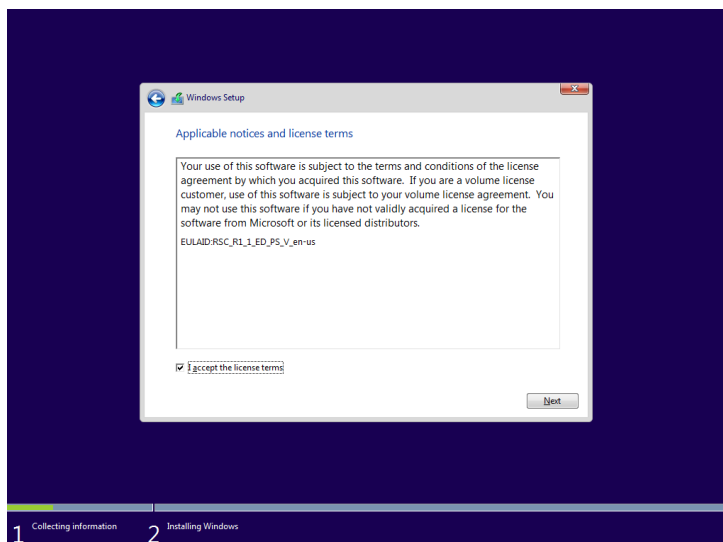 Windows Setup
Applicable notices and license terms
Your use of this software is subject to the terms and conditions of the license
agreement by which you acquired this software.  If you are a volume license
customer, use of this software is subject to your volume license agreement.  You
may not use this software if you have not validly acquired a license for the
software from Microsoft or its licensed distributors.
EULAID:RSC_R1_1_ED_PS_V_en-us
I accept the license terms
Next
1 Collecting information
2 Installing Windows